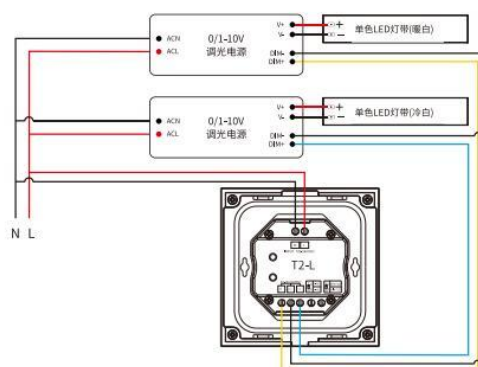 ACN
ACL
0/1-10V
调光电源
V+
V-
DIM-
DIM+
+
−
单色LED灯带(暖白)
ACN
ACL
0/1-10V
调光电源
V+
V-
DIM-
DIM+
+
−
单色LED灯带(冷白)
N L
T2-L